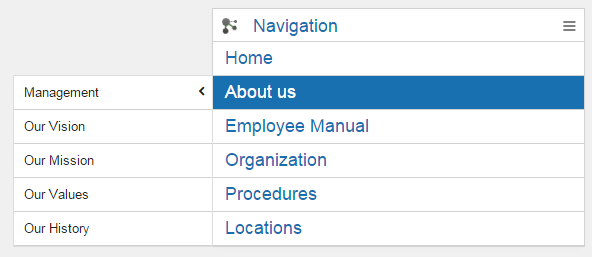 Navigation
Home
About us
Employee Manual
Organization
Procedures
Locations
Management
Our Vision
Our Mission
Our Values
Our History